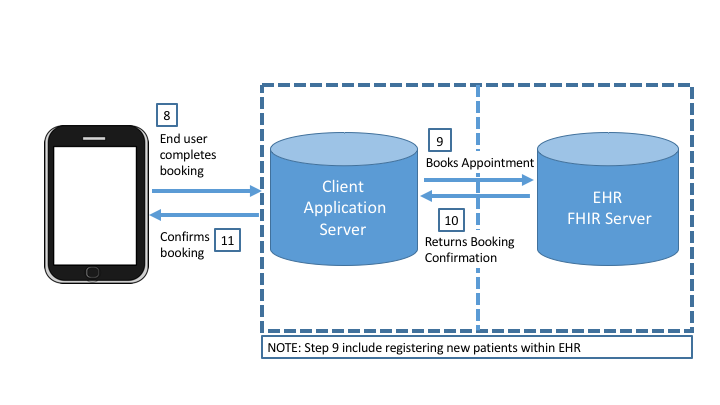 8
End user
completes
booking
Confirms
booking
11
Client
Application
Server
9
Books Appointment
10
Returns Booking
Confirmation
EHR
FHIR Server
NOTE: Step 9 include registering new patients within EHR